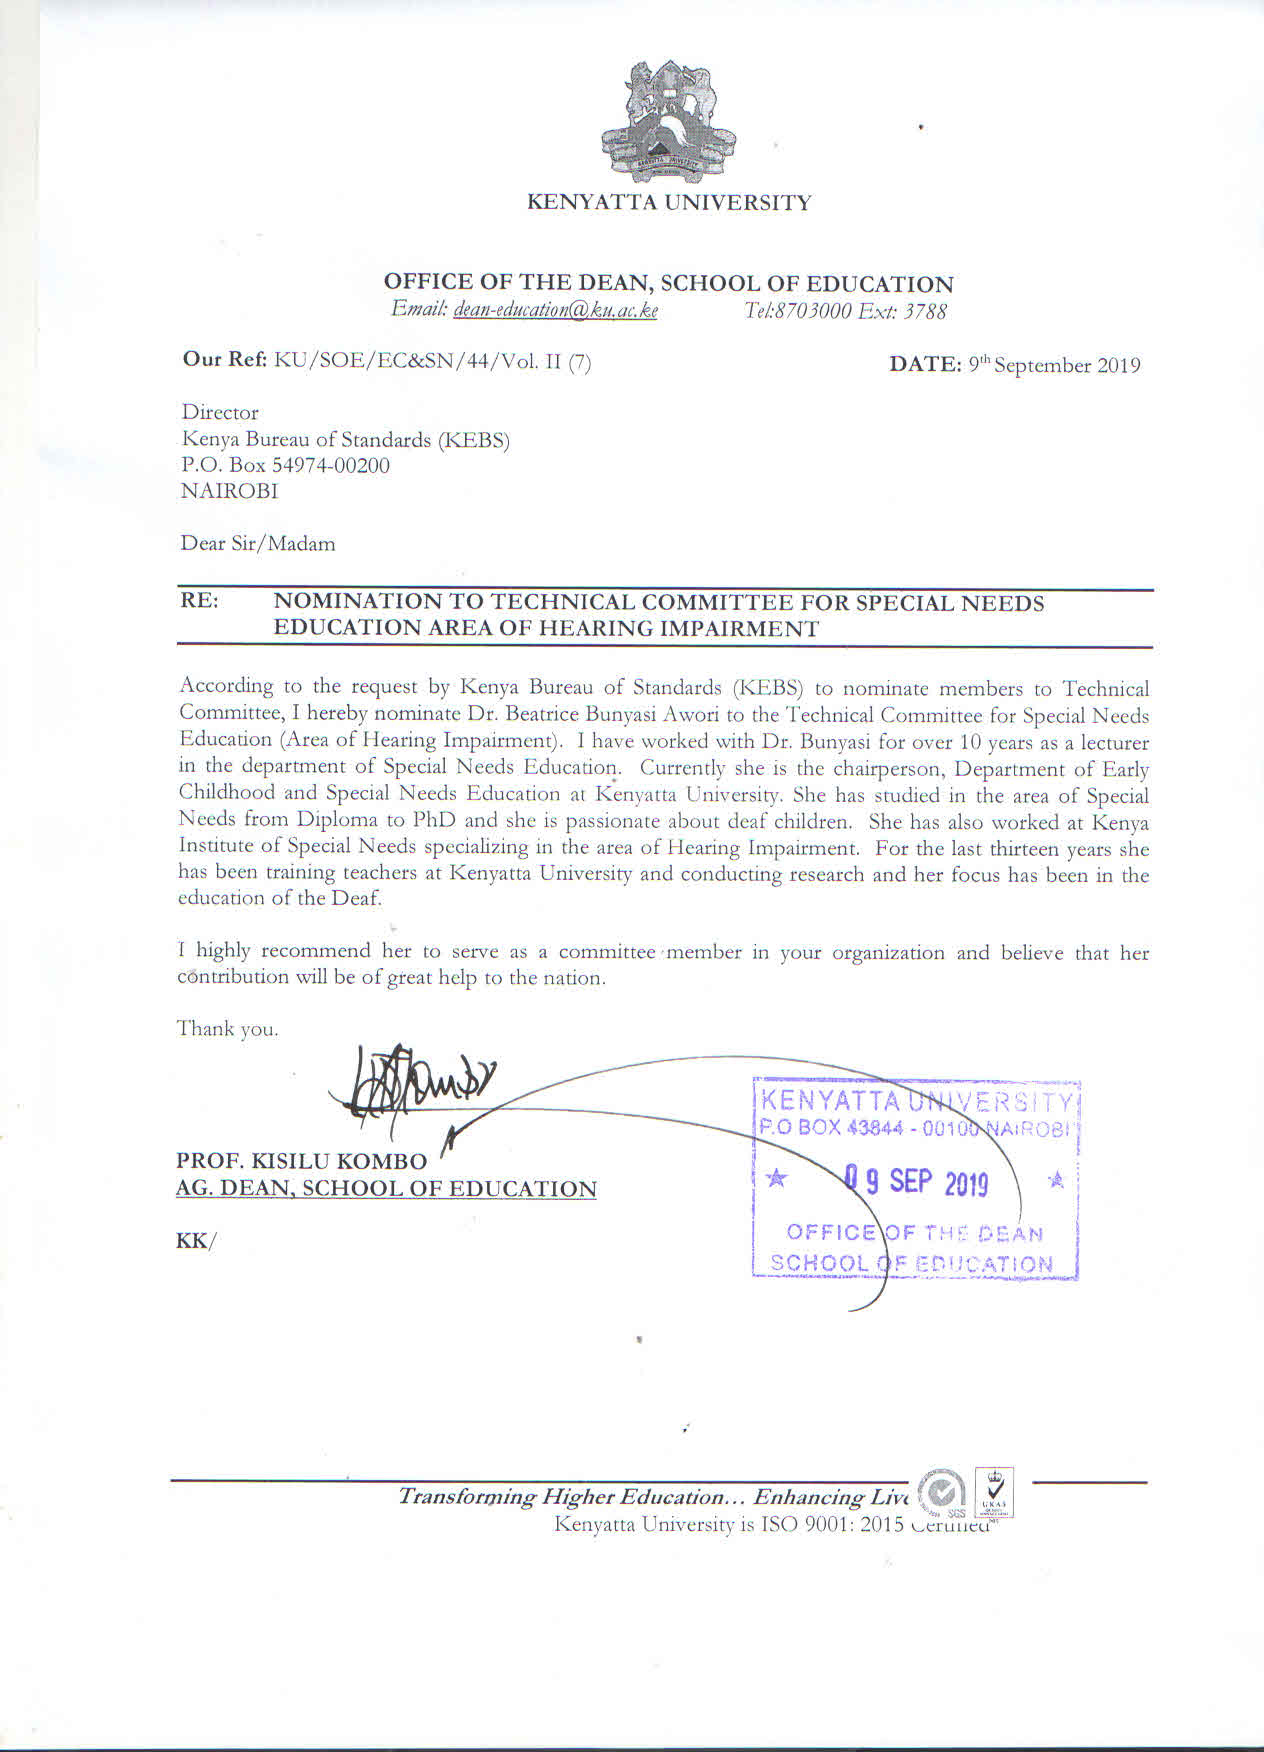 KENYATTA UNIVERSITY
KENYATTA UNIVERSITY
OFFICE OF THE DEAN, SCHOOL OF EDUCATION
Email: dean-education@ku.ac.ke Tel:8703000 Ext: 3788
Our Ref: KU/SOE/EC&SN/44/Vol. II (7) DATE: 9th September 2019
Director
Kenya Bureau of Standards (KEBS)
P.O. Box 54974-00200
NAIROBI
Dear Sir/Madam
RE: NOMINATION TO TECHNICAL COMMITTEE FOR SPECIAL NEEDS
EDUCATION AREA OF HEARING IMPAIRMENT
According to the request by Kenya Bureau of Standards (KEBS) to nominate members to Technical
Committee, I hereby nominate Dr. Beatrice Bunyasi Awori to the Technical Committee for Special Needs
Education (Area of Hearing Impairment). I have worked with Dr. Bunyasi for over 10 years as a lecturer
in the department of Special Needs Education. Currently she is the chairperson, Department of Early
Childhood and Special Needs Education at Kenyatta University. She has studied in the area of Special
Needs from Diploma to PhD and she is passionate about deaf children. She has also worked at Kenya
Institute of Special Needs specializing in the area of Hearing Impairment. For the last thirteen years she
has been training teachers at Kenyatta University and conducting research and her focus has been in the
education of the Deaf.
I highly recommend her to serve as a committee member in your organization and believe that her
contribution will be of great help to the nation.
Thank you.
KENYATTA UNIVERSITY
P.O BOX 43844 - 00100 NAIROBI
09 SEP 2019
OFFICE OF THE DEAN
SCHOOL OF EDUCATION
PROF. KISILU KOMBO
AG. DEAN, SCHOOL OF EDUCATION
KK/
Transforming Higher Education... Enhancing Live
Kenyatta University is ISO 9001: 2015 Certified
SGS
UKAS